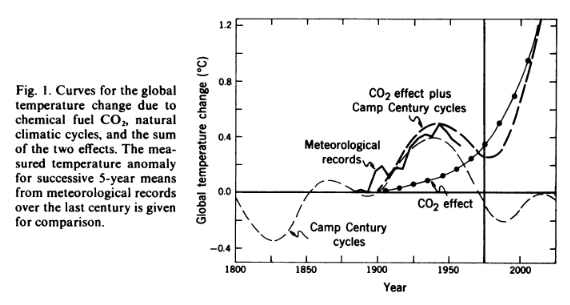 Fig. 1. Curves for the global
temperature change due to
chemical fuel CO₂, natural
climatic cycles, and the sum
of the two effects. The mea-
sured temperature anomaly
for successive 5-year means
from meteorological records
over the last century is given
for comparison.
Global temperature change (°C)
1.2
0.8
0.4
0.0
-0.4
CO₂ effect plus
Camp Century cycles
Meteorological
records
CO₂ effect
Camp Century
cycles
1800
1850
1900
1950
2000
Year